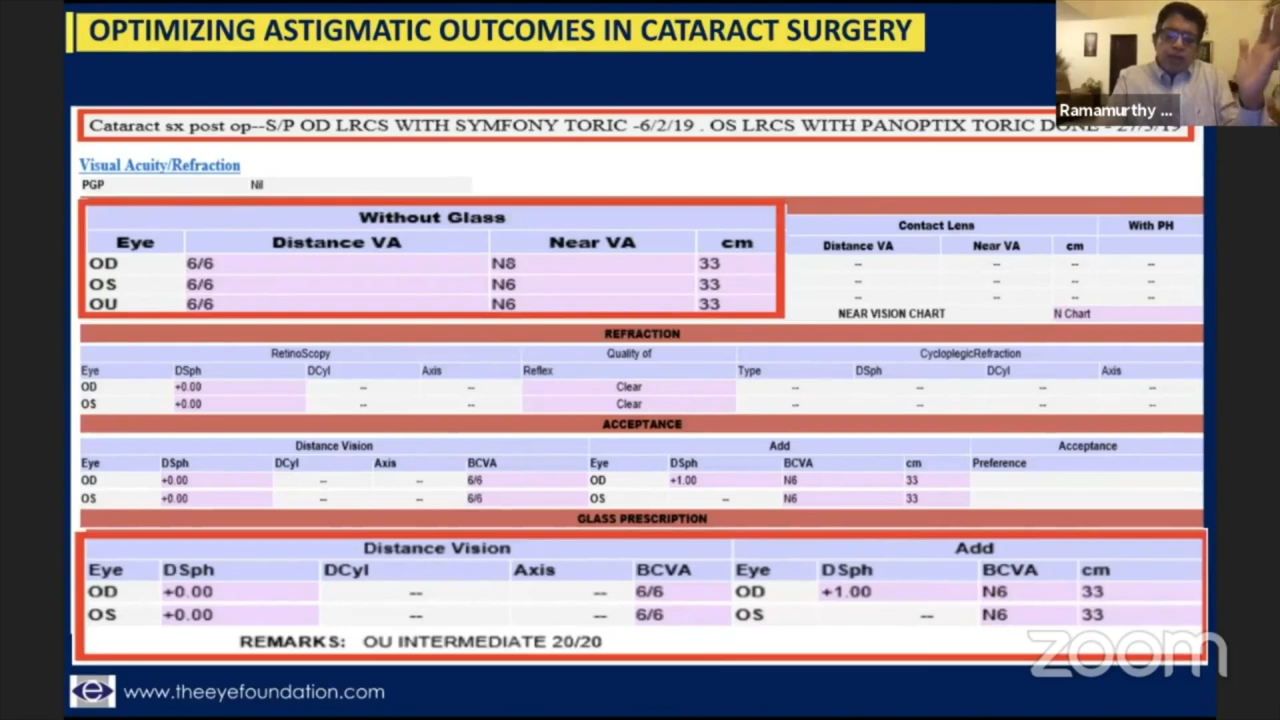 OPTIMIZING ASTIGMATIC OUTCOMES IN CATARACT SURGERY
Ramamurthy ...
Cataract sx post op--S/P OD LRCS WITH SYMFONY TORIC -6/2/19 . OS LRCS WITH PANOPTIX TORIC
Visual Acuity/Refraction
PGP Nil
Without Glass
Eye Distance VA Near VA cm
OD 6/6 N8 33
OS 6/6 N6 33
OU 6/6 N6 33
Contact Lens With PH
Distance VA Near VA cm
-- -- -- --
-- -- -- --
-- -- -- --
NEAR VISION CHART N Chart
REFRACTION
RetinoScopy Quality of CycloplegicRefraction
Eye DSph DCyl Axis Reflex Type DSph DCyl Axis
OD +0.00 -- -- Clear -- -- -- --
OS +0.00 -- -- Clear -- -- -- --
ACCEPTANCE
Distance Vision Add Acceptance
Eye DSph DCyl Axis BCVA Eye DSph BCVA cm Preference
OD +0.00 -- -- 6/6 OD +1.00 N6 33
OS +0.00 -- -- 6/6 OS -- N6 33
GLASS PRESCRIPTION
Distance Vision Add
Eye DSph DCyl Axis BCVA Eye DSph BCVA cm
OD +0.00 -- -- 6/6 OD +1.00 N6 33
OS +0.00 -- -- 6/6 OS -- N6 33
REMARKS: OU INTERMEDIATE 20/20
zoom
www.theeyefoundation.com